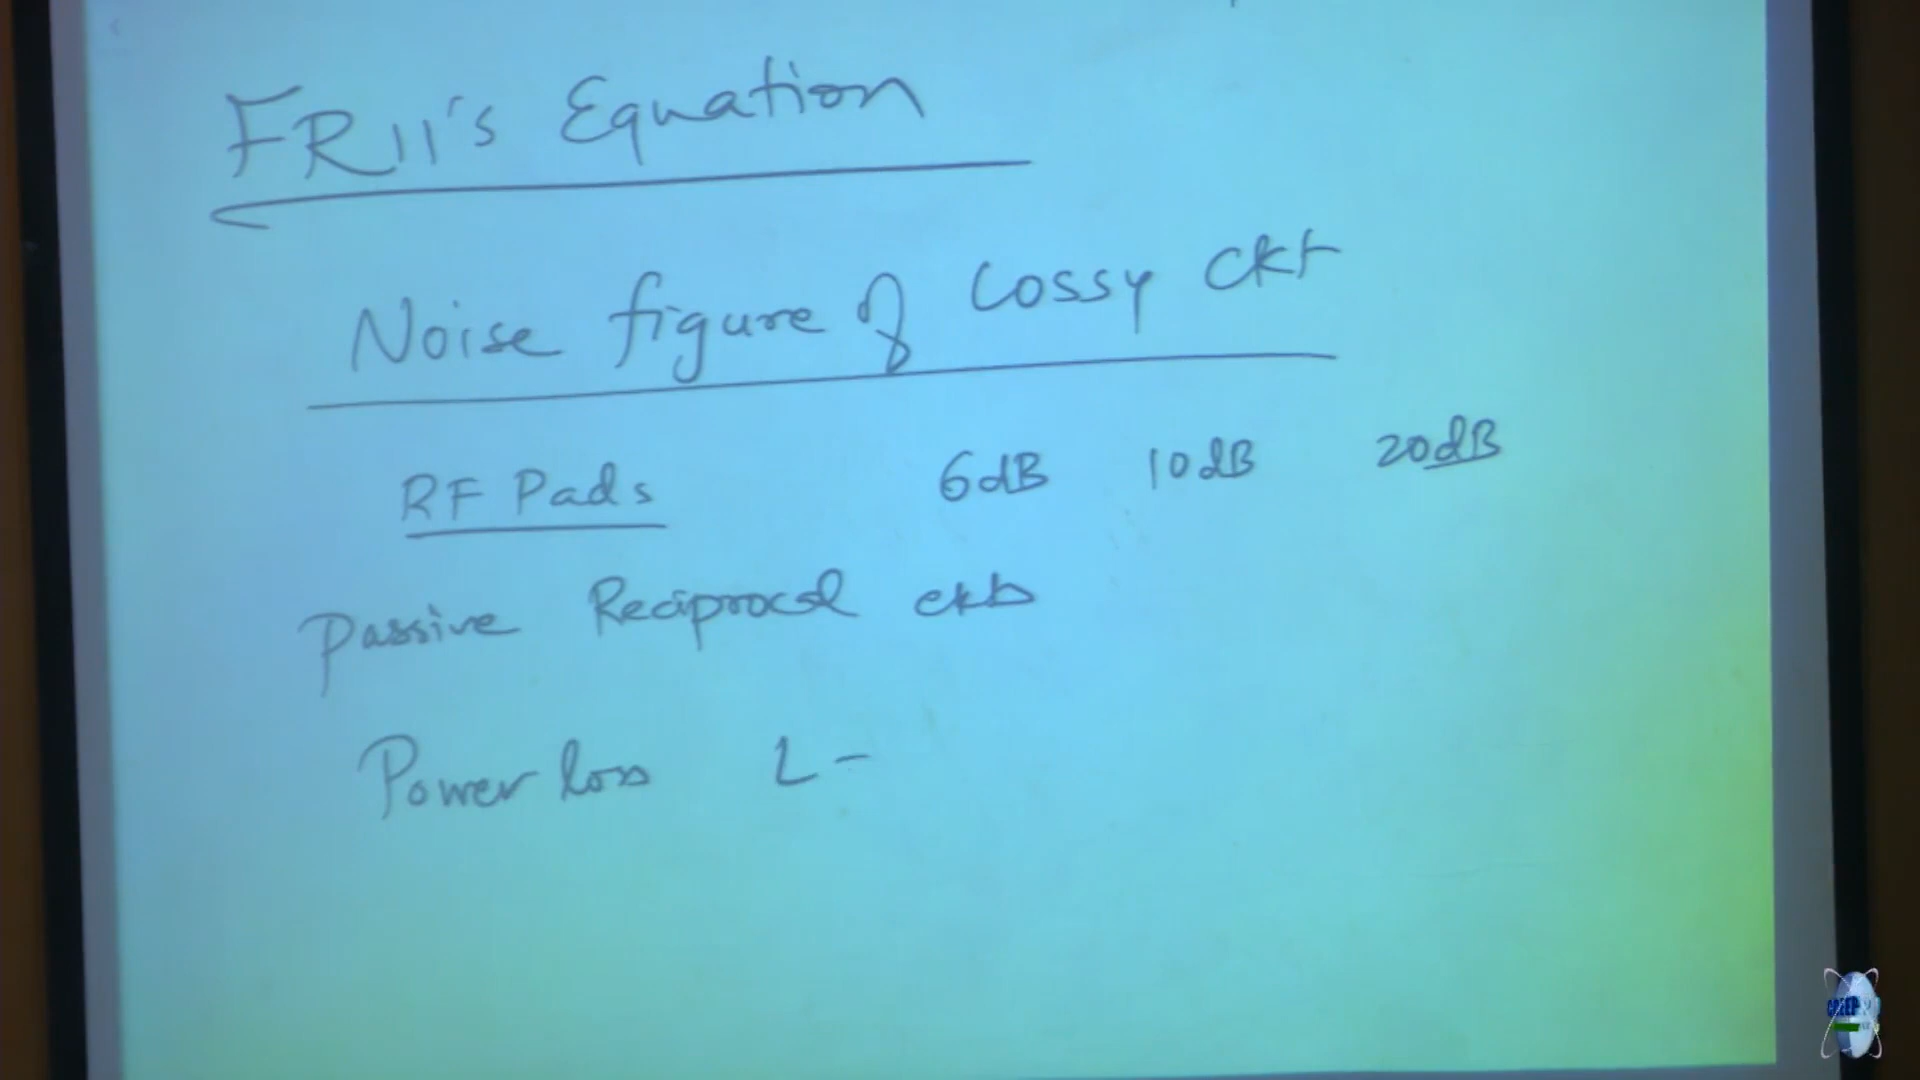 FRII's Equation
Noise figure of Lossy ckt
RF Pads 6dB 10dB 20dB
Passive Reciprocal ckts
Power loss L -